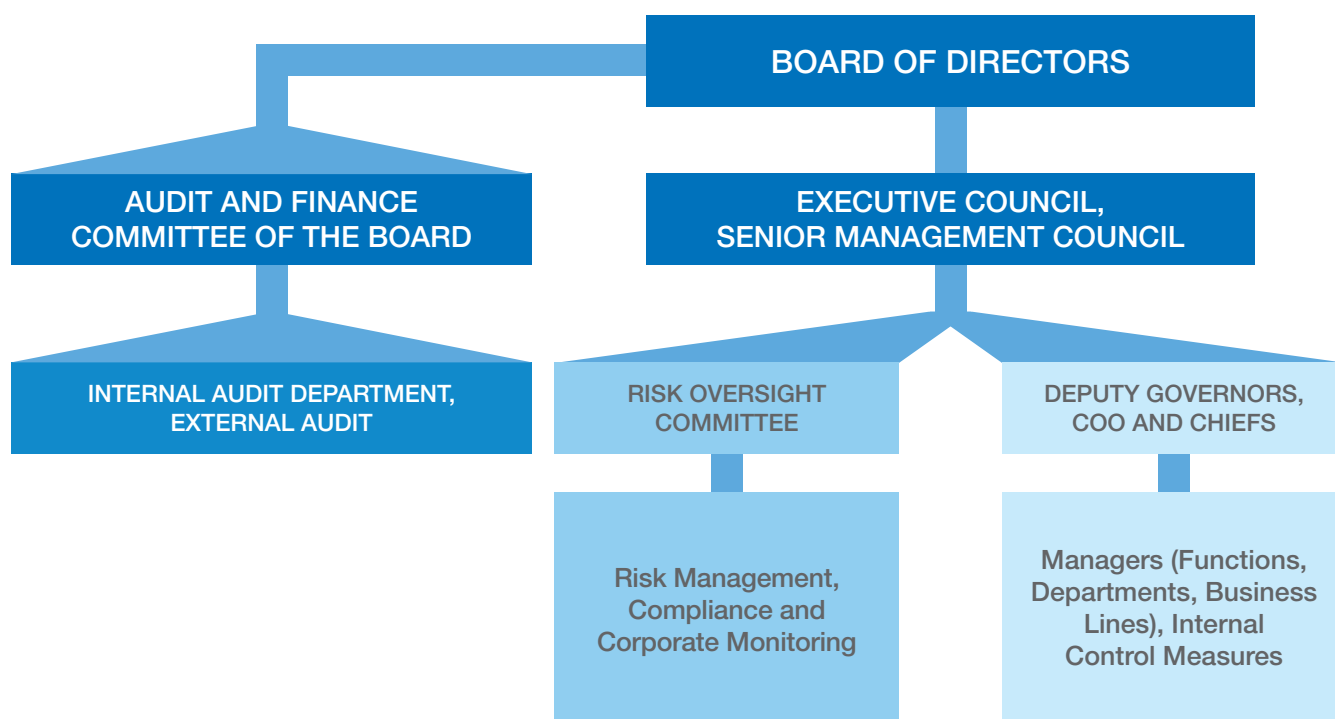 BOARD OF DIRECTORS
AUDIT AND FINANCE
COMMITTEE OF THE BOARD
EXECUTIVE COUNCIL,
SENIOR MANAGEMENT COUNCIL
INTERNAL AUDIT DEPARTMENT,
EXTERNAL AUDIT
RISK OVERSIGHT
COMMITTEE
DEPUTY GOVERNORS,
COO AND CHIEFS
Risk Management,
Compliance and
Corporate Monitoring
Managers (Functions,
Departments, Business
Lines), Internal
Control Measures